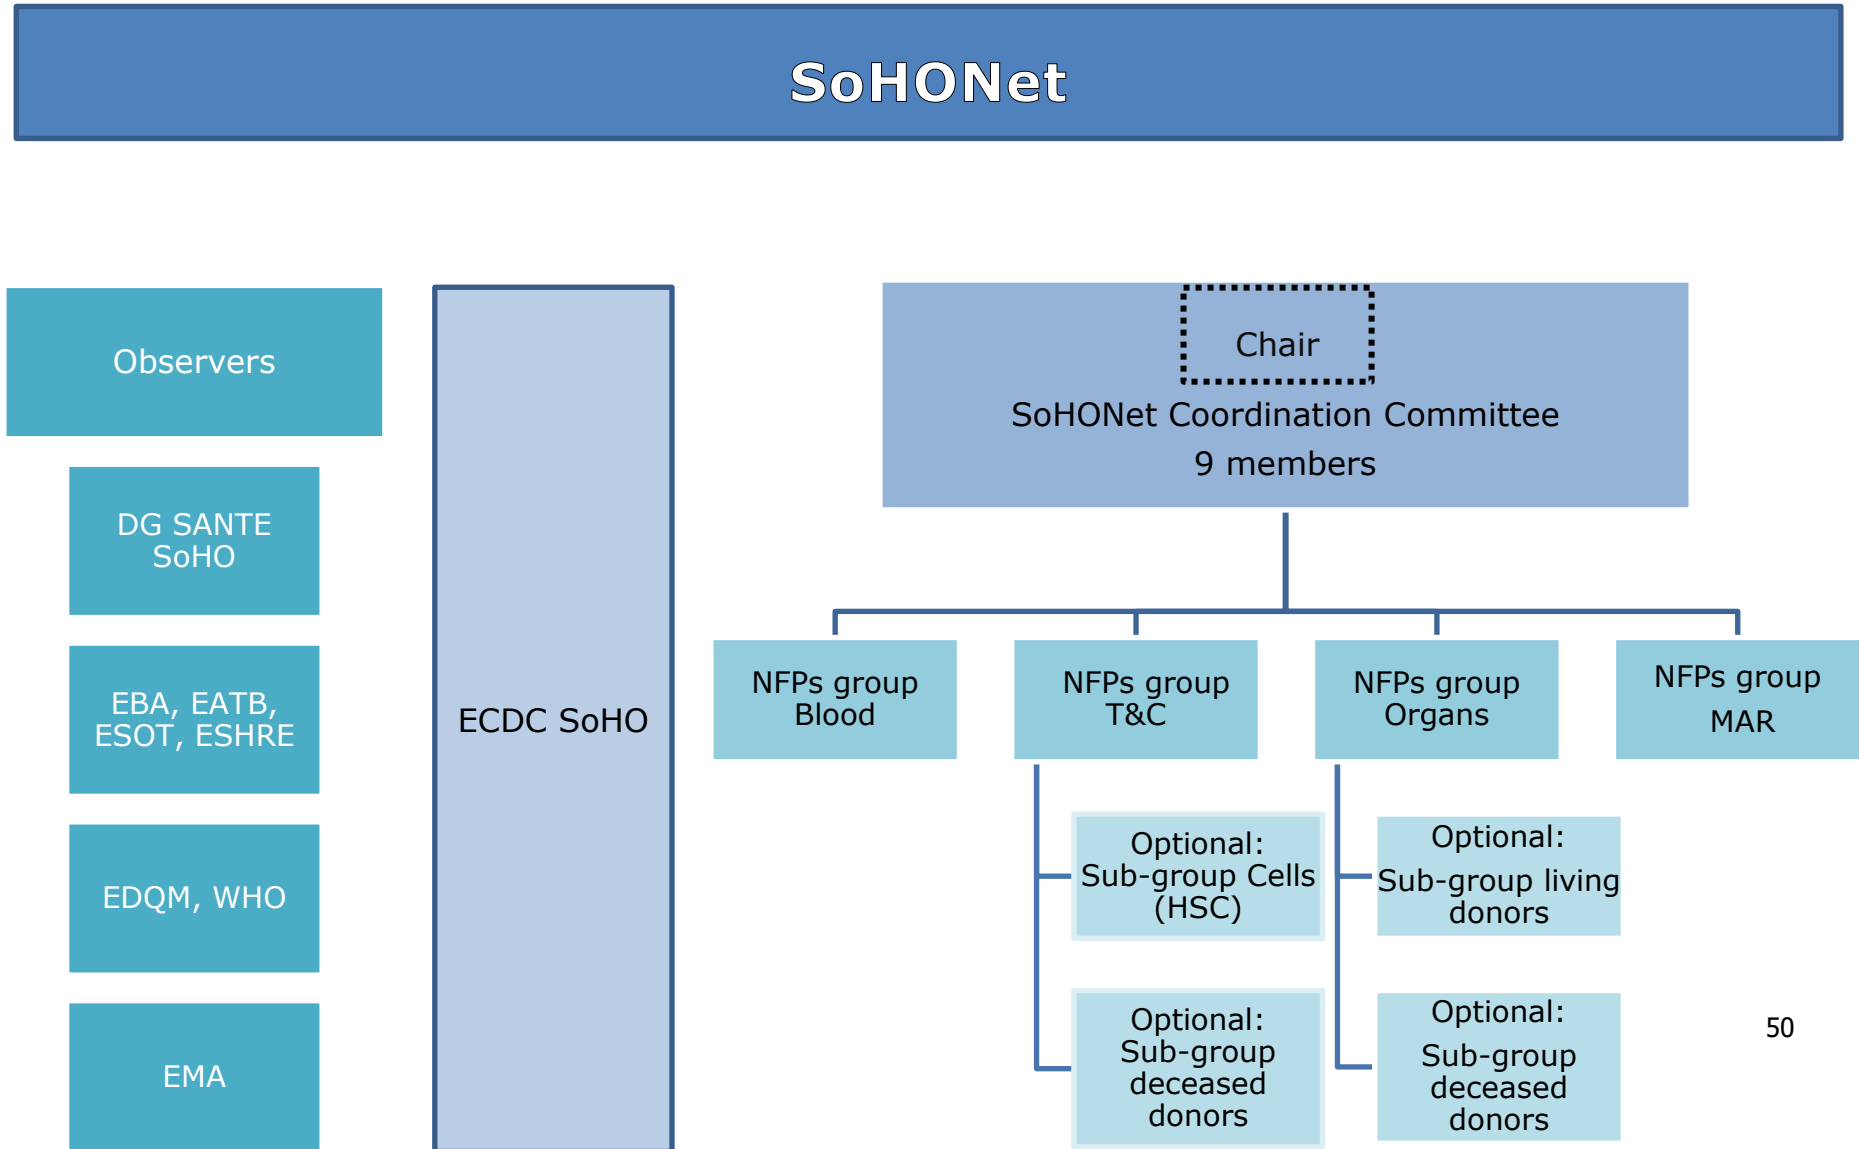 SoHONet
Observers
DG SANTE
SoHO
EBA, EATB,
ESOT, ESHRE
EDQM, WHO
EMA
ECDC SoHO
Chair
SoHONet Coordination Committee
9 members
NFPs group
Blood
NFPs group
T&C
NFPs group
Organs
NFPs group
MAR
Optional:
Sub-group Cells
(HSC)
Optional:
Sub-group
deceased
donors
Optional:
Sub-group living
donors
Optional:
Sub-group
deceased
donors
50